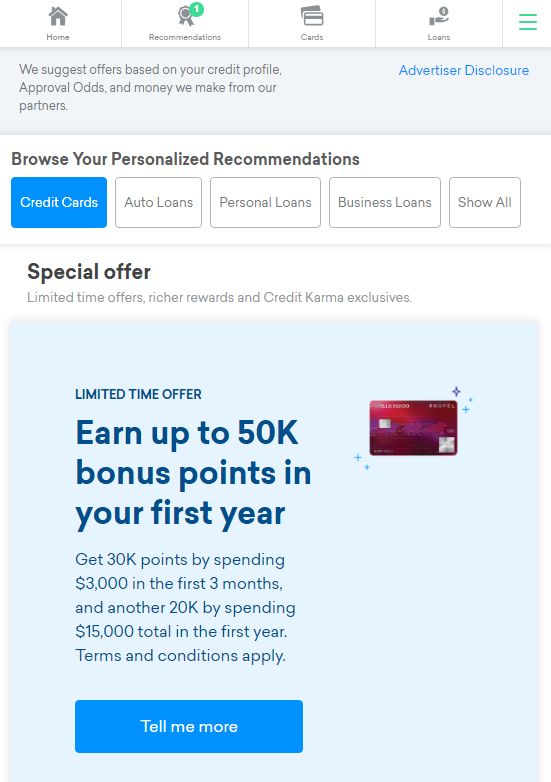 1
Home
Recommendations
Cards
Loans
We suggest offers based on your credit profile,
Approval Odds, and money we make from our
partners.
Advertiser Disclosure
Browse Your Personalized Recommendations
Credit Cards
Auto Loans
Personal Loans
Business Loans
Show All
Special offer
Limited time offers, richer rewards and Credit Karma exclusives.
LIMITED TIME OFFER
Earn up to 50K
bonus points in
your first year
PROPEL
Get 30K points by spending
$3,000 in the first 3 months,
and another 20K by spending
$15,000 total in the first year.
Terms and conditions apply.
Tell me more